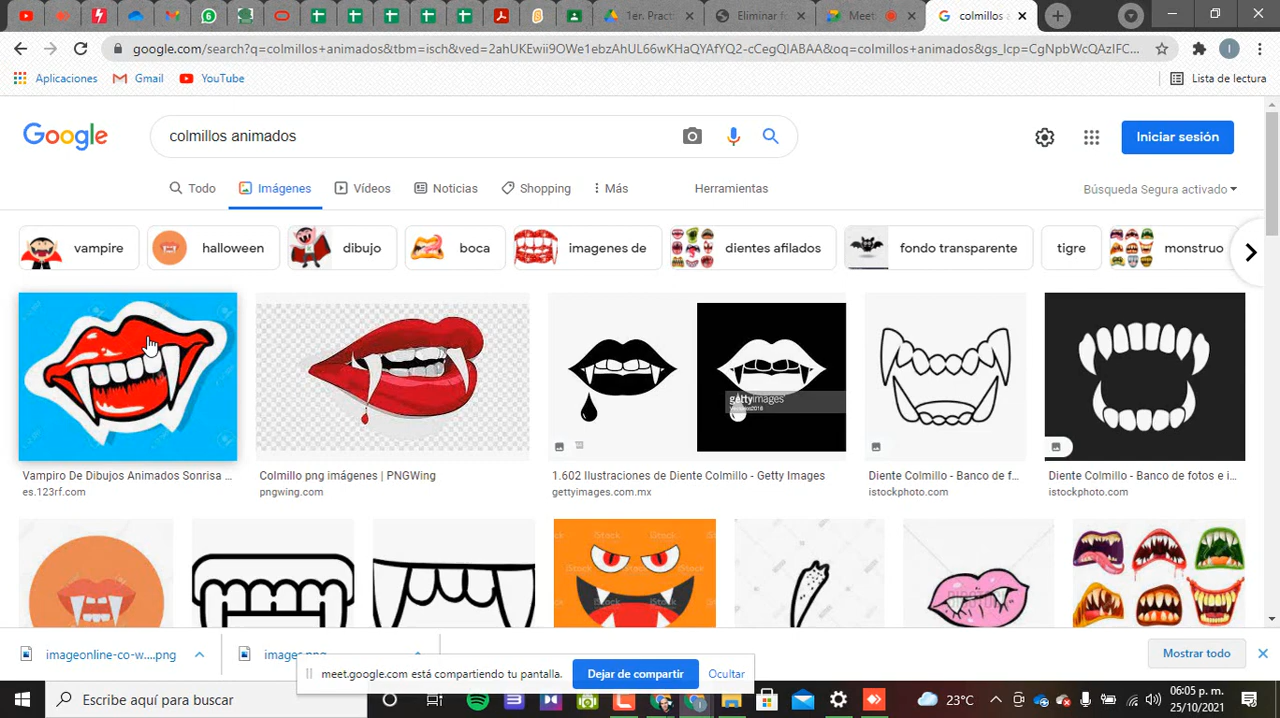 1er. Pract
Eliminar fo
Meet
colmillos a
google.com/search?q=colmillos+animados&tbm=isch&ved=2ahUKEwii9OWe1ebzAhUL66wKHaQYAfYQ2-cCegQIABAA&oq=colmillos+animados&gs_lcp=CgNpbWcQAzIFC...
Aplicaciones
Gmail
YouTube
Lista de lectura
Google
colmillos animados
Iniciar sesión
Todo
Imágenes
Vídeos
Noticias
Shopping
Más
Herramientas
Búsqueda Segura activado
vampire
halloween
dibujo
boca
imagenes de
dientes afilados
fondo transparente
tigre
monstruo
gettyimages
Vampiro De Dibujos Animados Sonrisa ...
es.123rf.com
Colmillo png imágenes | PNGWing
pngwing.com
1.602 Ilustraciones de Diente Colmillo - Getty Images
gettyimages.com.mx
Diente Colmillo - Banco de f...
istockphoto.com
Diente Colmillo - Banco de fotos e i...
istockphoto.com
iStock
imageonline-co-w....png
images.png
Mostrar todo
meet.google.com está compartiendo tu pantalla.
Dejar de compartir
Ocultar
Escribe aquí para buscar
23°C
06:05 p. m.
25/10/2021